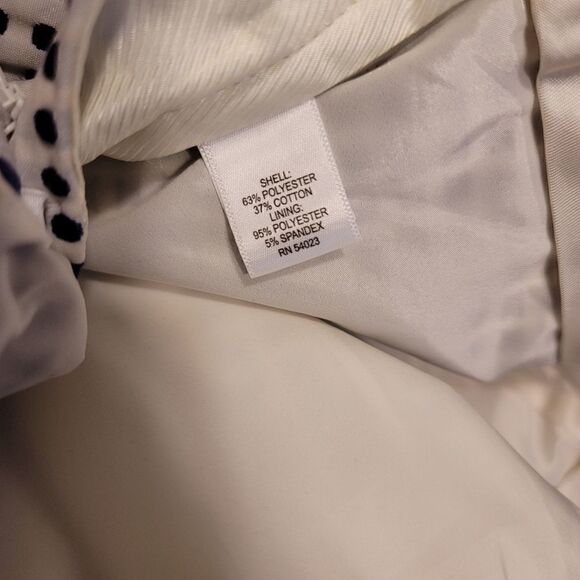 SHELL:
63% POLYESTER
37% COTTON
LINING:
95% POLYESTER
5% SPANDEX
RN 54023